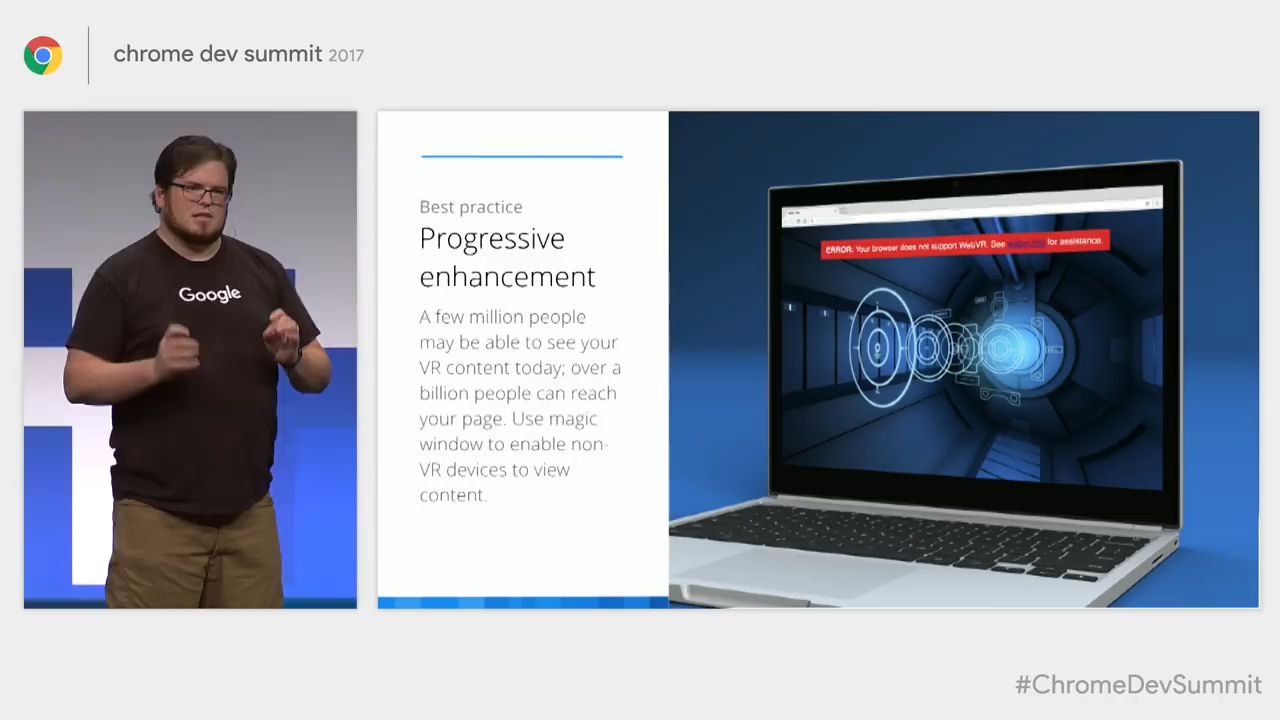 chrome dev summit 2017
Google
Best practice
Progressive
enhancement
A few million people
may be able to see your
VR content today; over a
billion people can reach
your page. Use magic
window to enable non-
VR devices to view
content.
ERROR: Your browser does not support WebVR. See for assistance.
#ChromeDevSummit